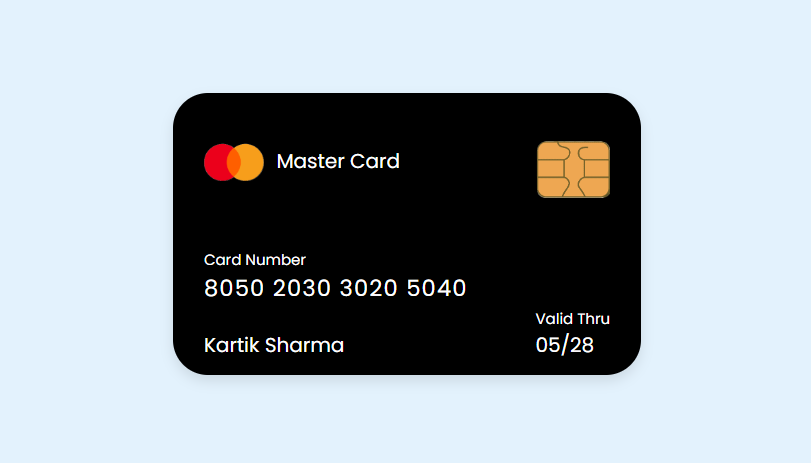 Master Card
Card Number
8050 2030 3020 5040
Valid Thru
Kartik Sharma
05/28